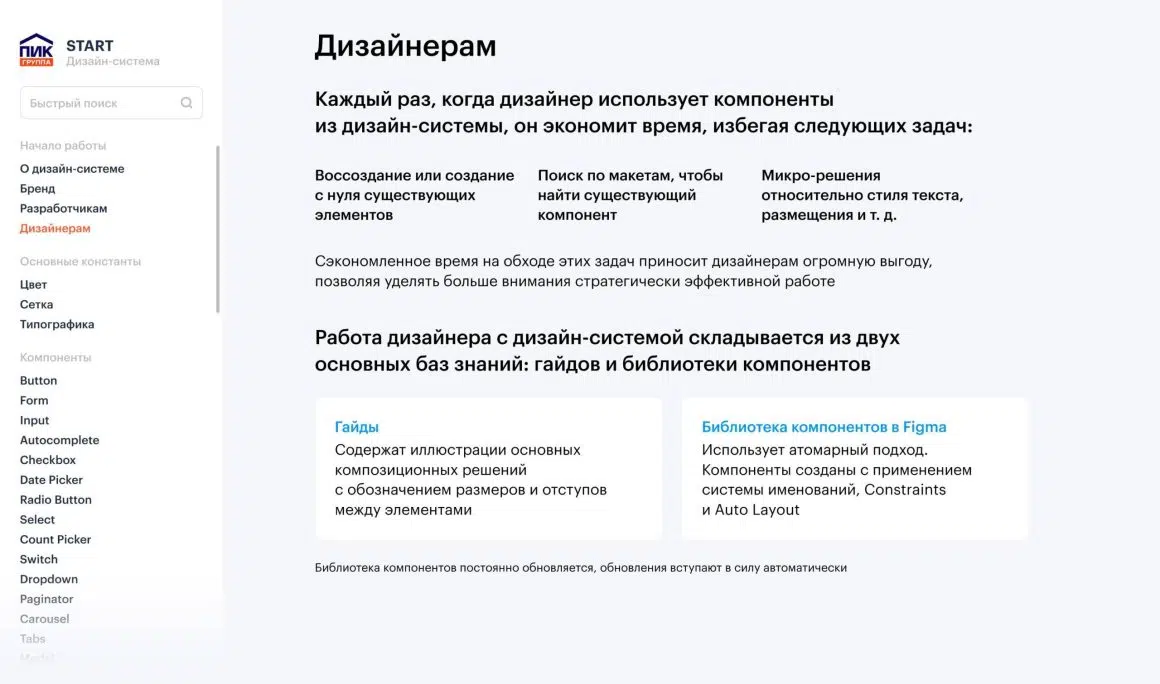 ПИК
ГРУППА
START
Дизайн-система
Быстрый поиск
Начало работы
О дизайн-системе
Бренд
Разработчикам
Дизайнерам
Основные константы
Цвет
Сетка
Типографика
Компоненты
Button
Form
Input
Autocomplete
Checkbox
Date Picker
Radio Button
Select
Count Picker
Switch
Dropdown
Paginator
Carousel
Tabs
Дизайнерам
Каждый раз, когда дизайнер использует компоненты
из дизайн-системы, он экономит время, избегая следующих задач:
Воссоздание или создание
с нуля существующих
элементов
Поиск по макетам, чтобы
найти существующий
компонент
Микро-решения
относительно стиля текста,
размещения и т. д.
Сэкономленное время на обходе этих задач приносит дизайнерам огромную выгоду,
позволяя уделять больше внимания стратегически эффективной работе
Работа дизайнера с дизайн-системой складывается из двух
основных баз знаний: гайдов и библиотеки компонентов
Гайды
Содержат иллюстрации основных
композиционных решений
с обозначением размеров и отступов
между элементами
Библиотека компонентов в Figma
Использует атомарный подход.
Компоненты созданы с применением
системы именований, Constraints
и Auto Layout
Библиотека компонентов постоянно обновляется, обновления вступают в силу автоматически